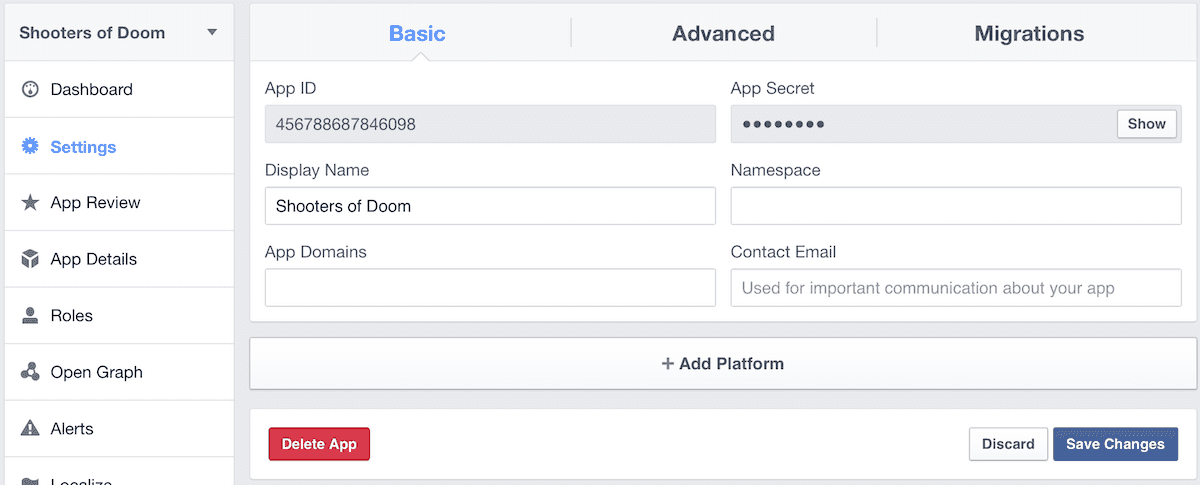 Shooters of Doom
Dashboard
Settings
App Review
App Details
Roles
Open Graph
Alerts
Localize
Basic Advanced Migrations
App ID App Secret
456788687846098 •••••••• Show
Display Name Namespace
Shooters of Doom
App Domains Contact Email
Used for important communication about your app
+ Add Platform
Delete App Discard Save Changes